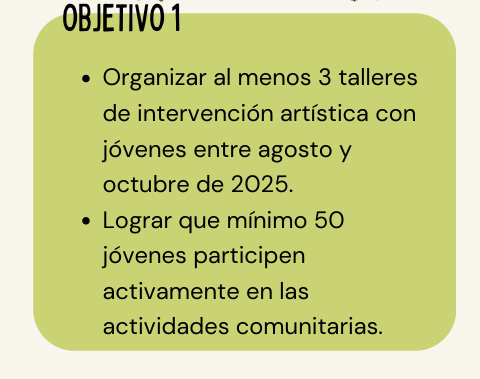 OBJETIVO 1
• Organizar al menos 3 talleres
de intervención artística con
jóvenes entre agosto y
octubre de 2025.
• Lograr que mínimo 50
jóvenes participen
activamente en las
actividades comunitarias.